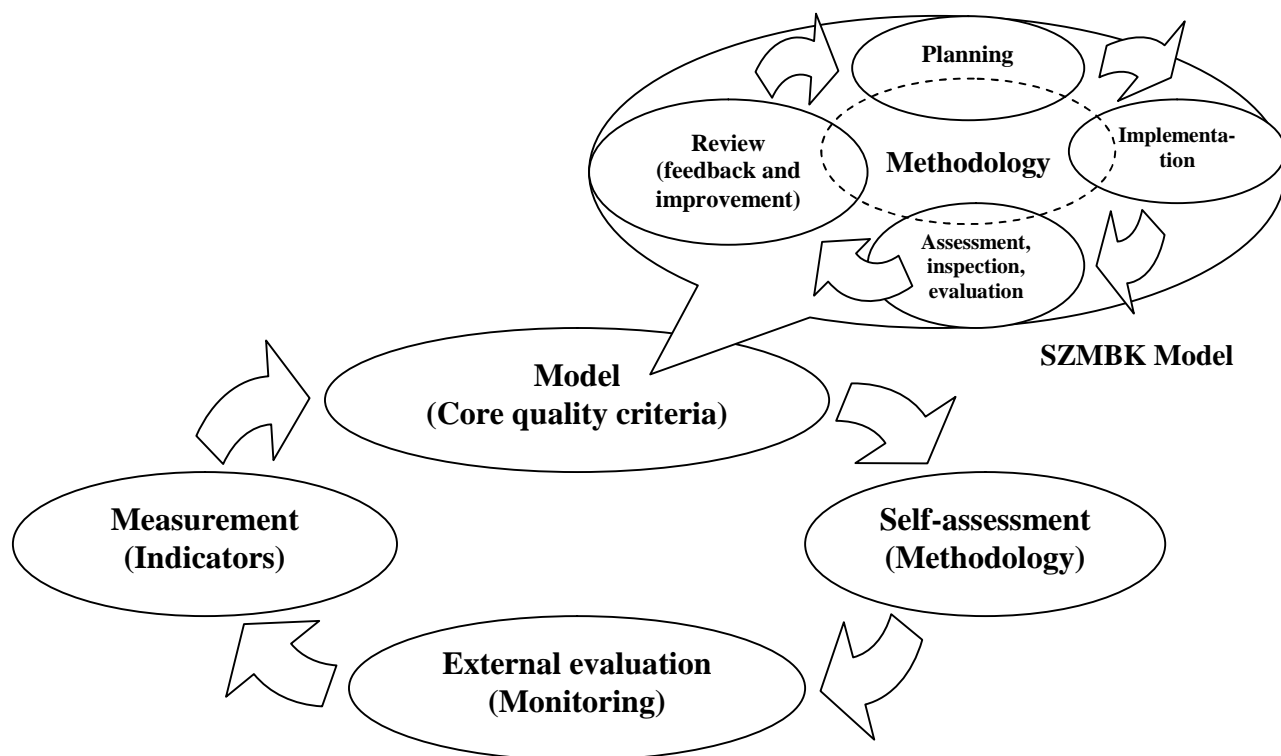 Planning
Implementa-
tion
Review
(feedback and
improvement)
Methodology
Assessment,
inspection,
evaluation
SZMBK Model
Model
(Core quality criteria)
Measurement
(Indicators)
Self-assessment
(Methodology)
External evaluation
(Monitoring)